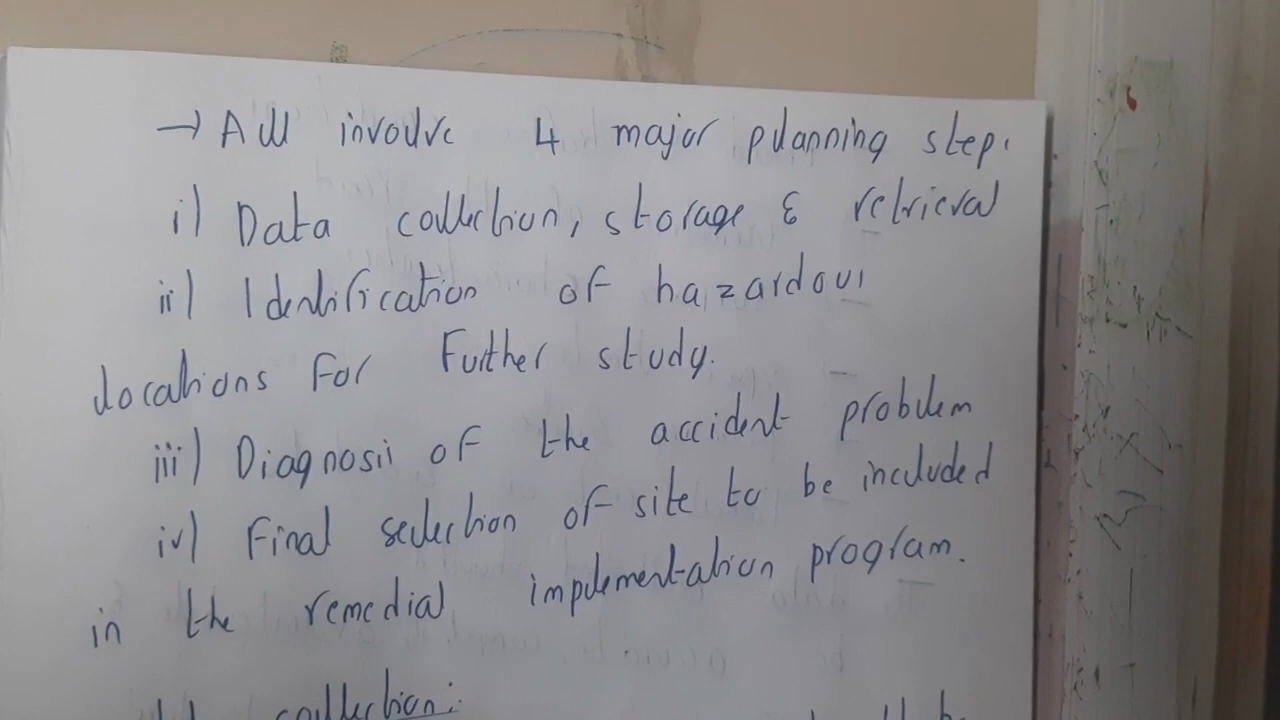 → All involve 4 major planning step.
i) Data collection, storage & retrieval
ii) Identification of hazardous
locations for further study.
iii) Diagnosis of the accident problem
iv) Final selection of site to be included
in the remedial implementation program.
collection: